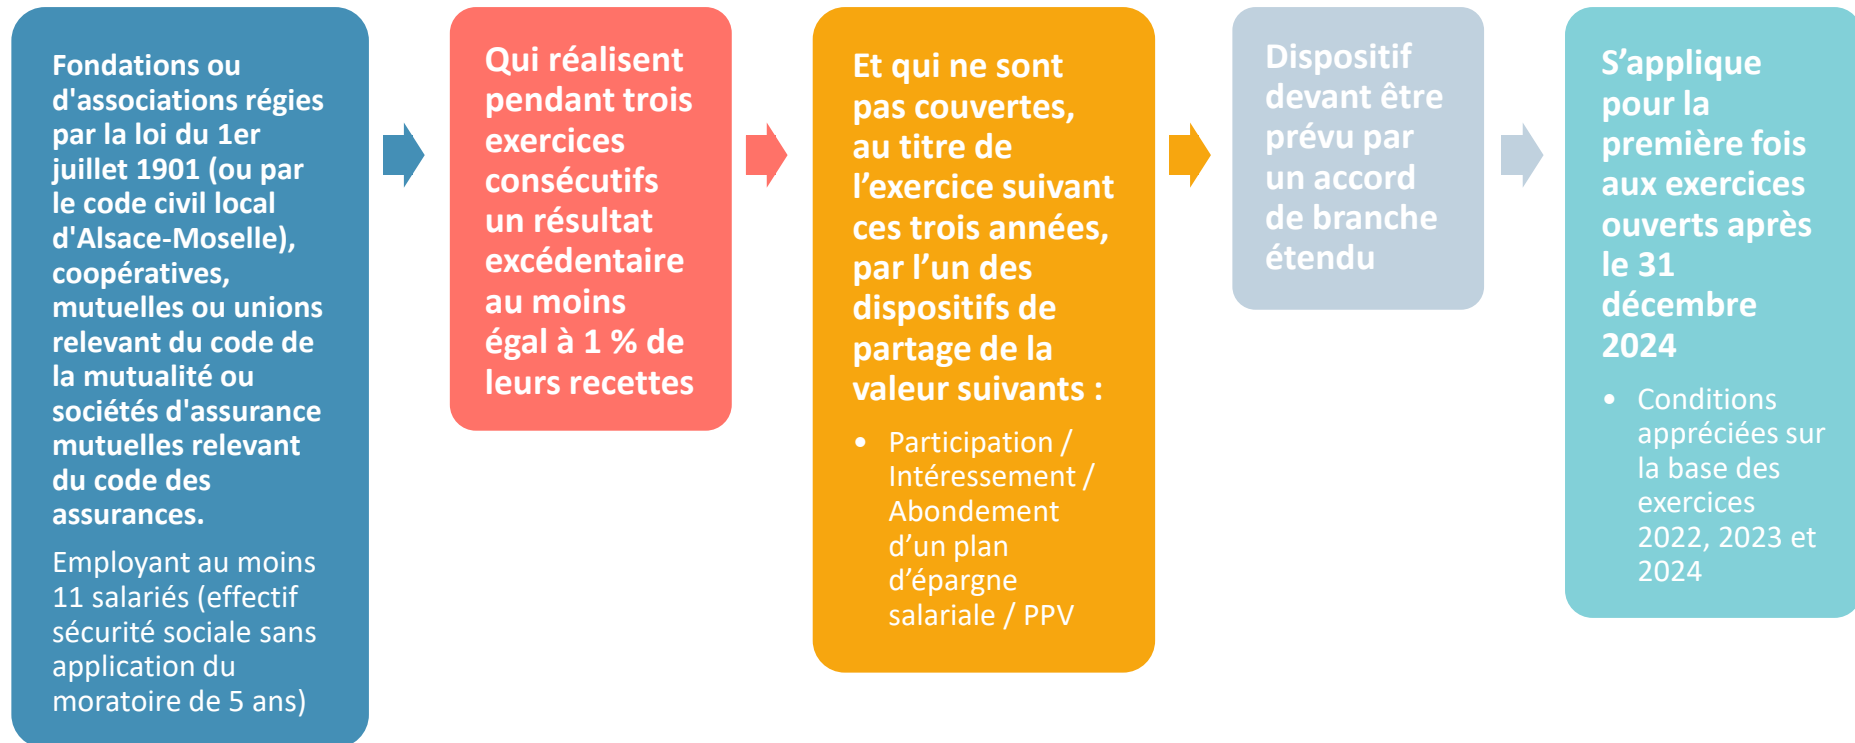 Fondations ou
d'associations régies
par la loi du 1er
juillet 1901 (ou par
le code civil local
d'Alsace-Moselle),
coopératives,
mutuelles ou unions
relevant du code de
la mutualité ou
sociétés d'assurance
mutuelles relevant
du code des
assurances.
Employant au moins
11 salariés (effectif
sécurité sociale sans
application du
moratoire de 5 ans)
Qui réalisent
pendant trois
exercices
consécutifs
un résultat
excédentaire
au moins
égal à 1 % de
leurs recettes
Et qui ne sont
pas couvertes,
au titre de
l’exercice suivant
ces trois années,
par l’un des
dispositifs de
partage de la
valeur suivants :
• Participation /
Intéressement /
Abondement
d’un plan
d’épargne
salariale / PPV
Dispositif
devant être
prévu par
un accord
de branche
étendu
S’applique
pour la
première fois
aux exercices
ouverts après
le 31
décembre
2024
• Conditions
appréciées sur
la base des
exercices
2022, 2023 et
2024